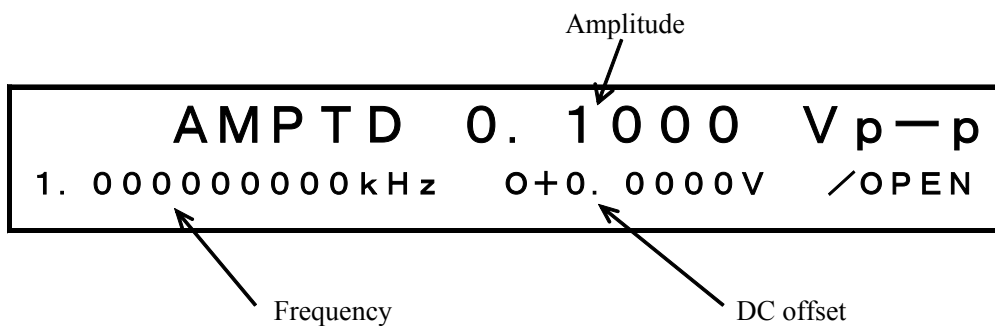 Amplitude
AMPTD 0.1000 Vp-p
1.000000000kHz O+0.0000V /OPEN
Frequency DC offset